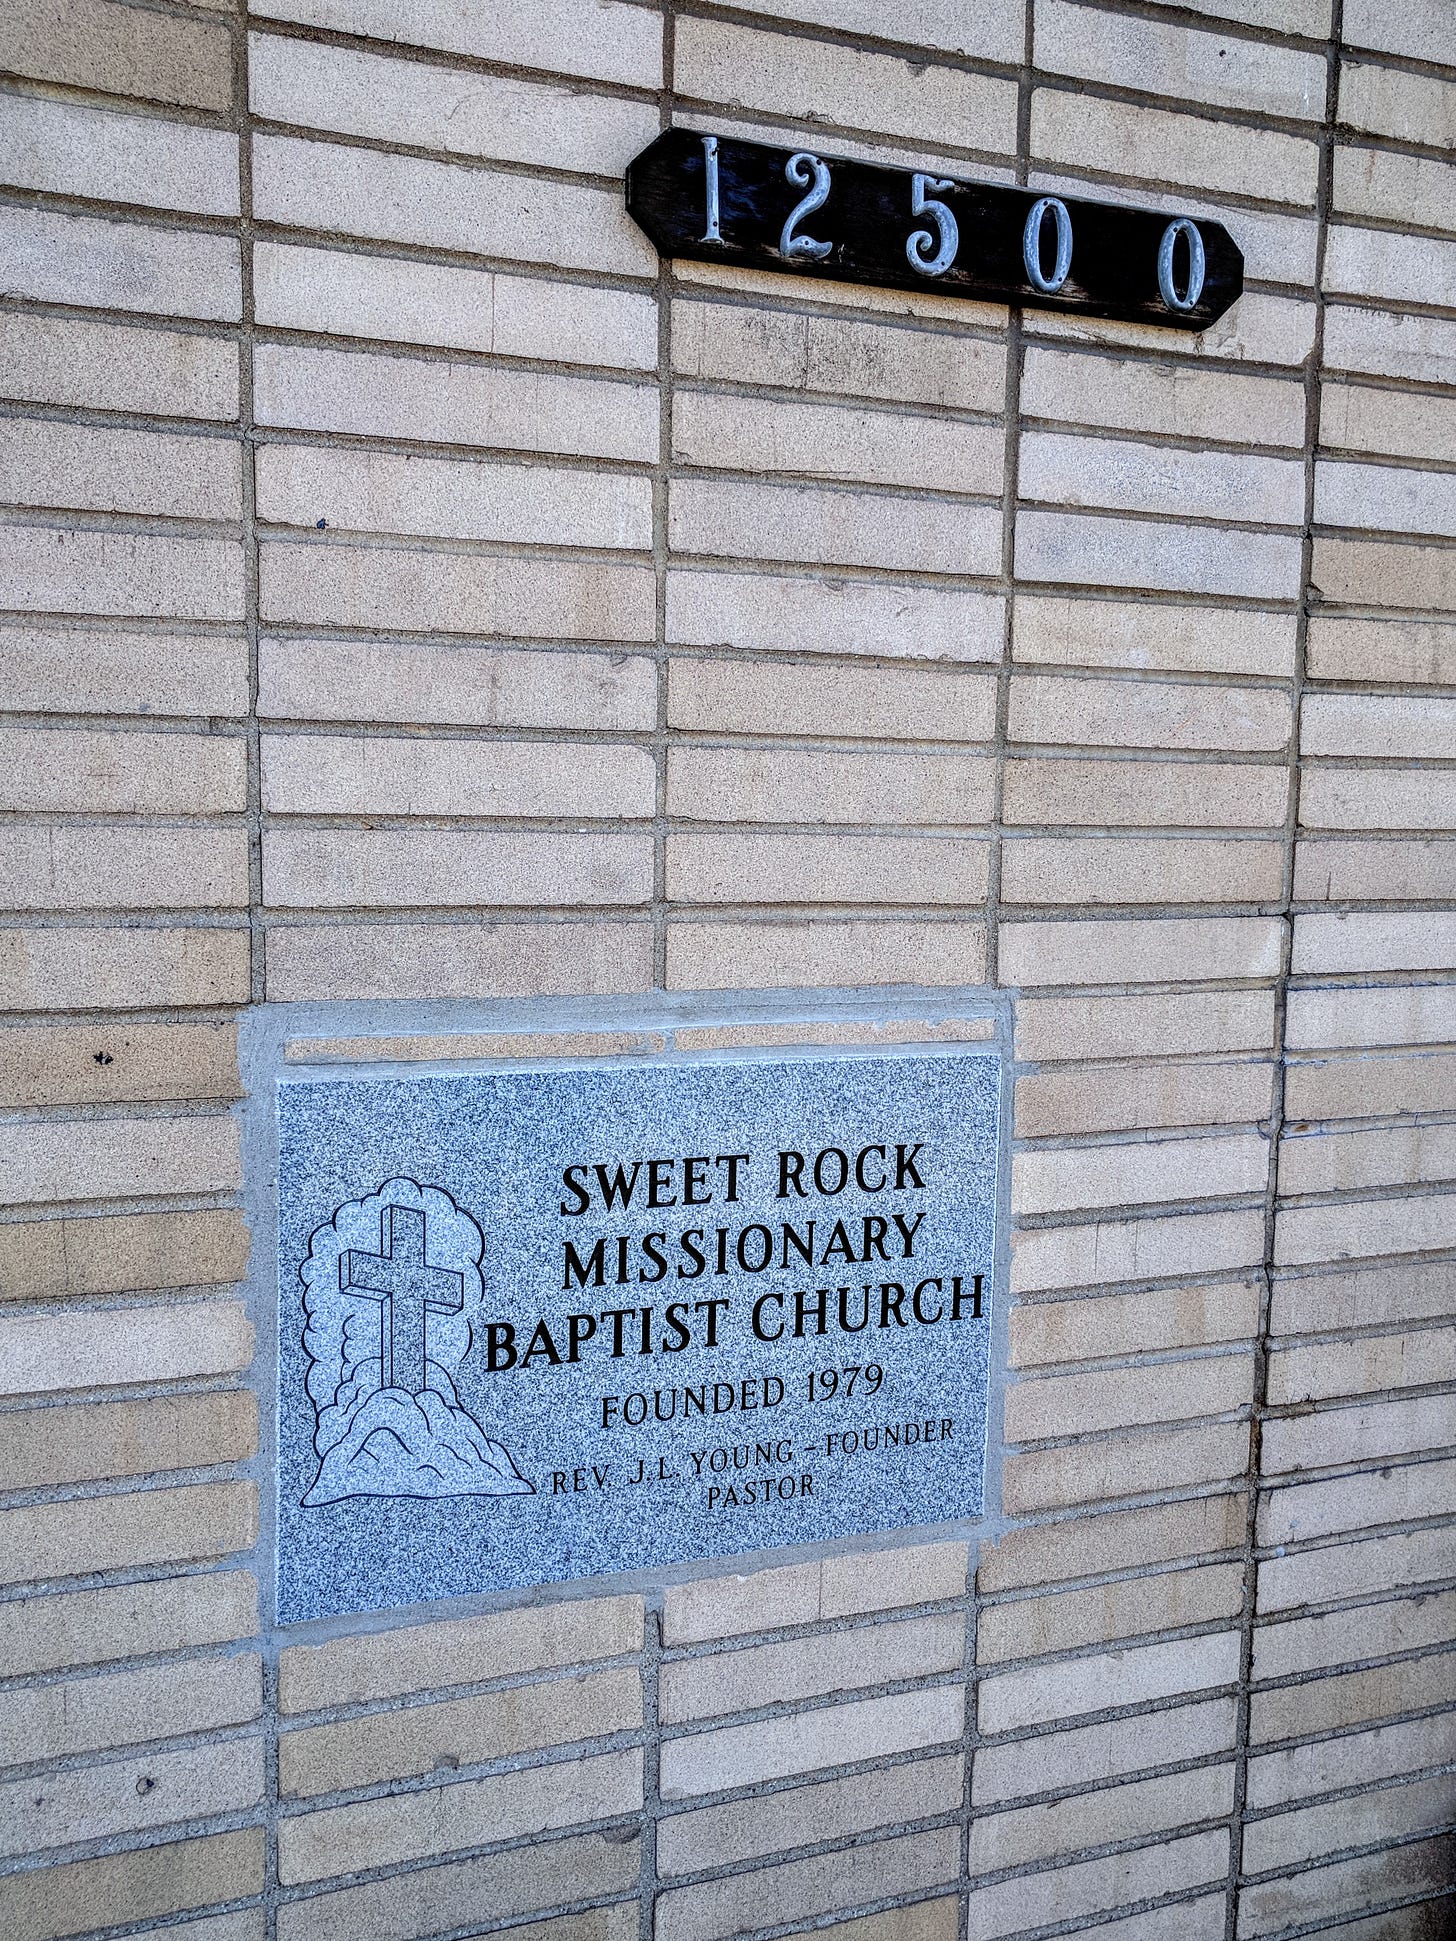 12500
SWEET ROCK
MISSIONARY
BAPTIST CHURCH
FOUNDED 1979
REV. J.L. YOUNG - FOUNDER
PASTOR